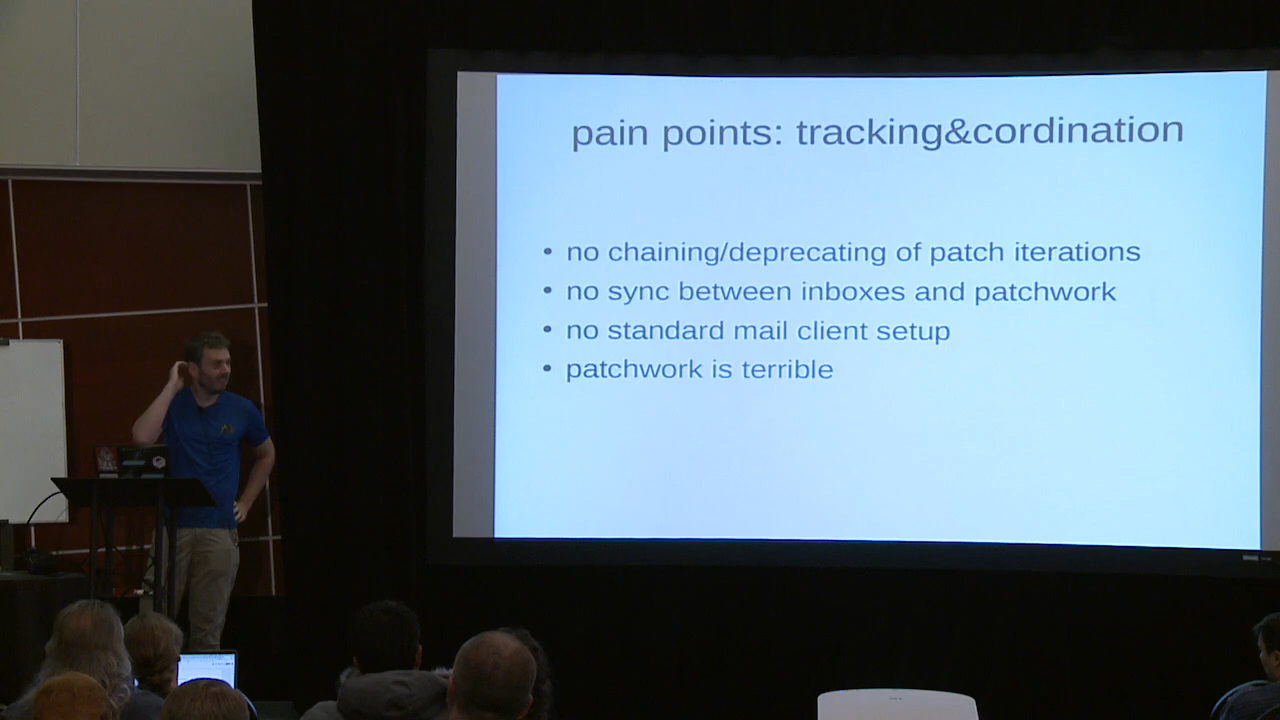 pain points: tracking&cordination
• no chaining/deprecating of patch iterations
• no sync between inboxes and patchwork
• no standard mail client setup
• patchwork is terrible